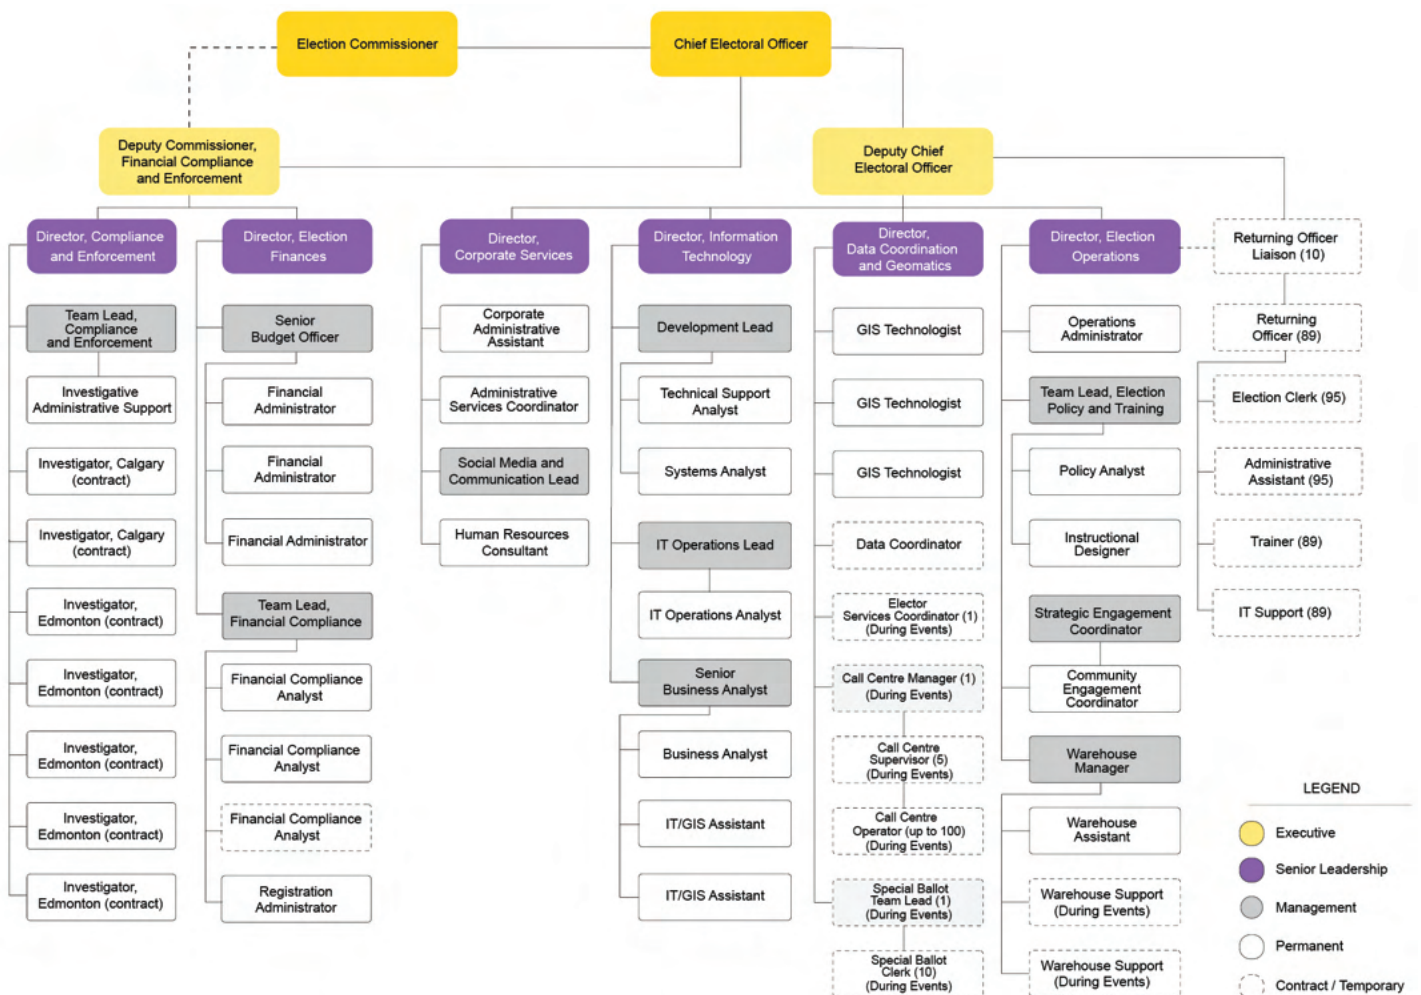 Election Commissioner
Chief Electoral Officer
Deputy Commissioner,
Financial Compliance
and Enforcement
Deputy Chief
Electoral Officer
Director, Compliance
and Enforcement
Team Lead,
Compliance
and Enforcement
Investigative
Administrative Support
Investigator, Calgary
(contract)
Investigator, Calgary
(contract)
Investigator,
Edmonton (contract)
Investigator,
Edmonton (contract)
Investigator,
Edmonton (contract)
Investigator,
Edmonton (contract)
Investigator,
Edmonton (contract)
Director, Election
Finances
Senior
Budget Officer
Financial
Administrator
Financial
Administrator
Financial Administrator
Team Lead,
Financial Compliance
Financial Compliance
Analyst
Financial Compliance
Analyst
Financial Compliance
Analyst
Registration
Administrator
Director,
Corporate Services
Corporate
Administrative
Assistant
Administrative
Services Coordinator
Social Media and
Communication Lead
Human Resources
Consultant
Director, Information
Technology
Development Lead
Technical Support
Analyst
Systems Analyst
IT Operations Lead
IT Operations Analyst
Senior
Business Analyst
Business Analyst
IT/GIS Assistant
IT/GIS Assistant
Director,
Data Coordination
and Geomatics
GIS Technologist
GIS Technologist
GIS Technologist
Data Coordinator
Elector
Services Coordinator (1)
(During Events)
Call Centre Manager (1)
(During Events)
Call Centre
Supervisor (5)
(During Events)
Call Centre
Operator (up to 100)
(During Events)
Special Ballot
Team Lead (1)
(During Events)
Special Ballot
Clerk (10)
(During Events)
Director, Election
Operations
Operations
Administrator
Team Lead, Election
Policy and Training
Policy Analyst
Instructional
Designer
Strategic Engagement
Coordinator
Community
Engagement
Coordinator
Warehouse
Manager
Warehouse
Assistant
Warehouse Support
(During Events)
Warehouse Support
(During Events)
Returning Officer
Liaison (10)
Returning
Officer (89)
Election Clerk (95)
Administrative
Assistant (95)
Trainer (89)
IT Support (89)
LEGEND
Executive
Senior Leadership
Management
Permanent
Contract / Temporary